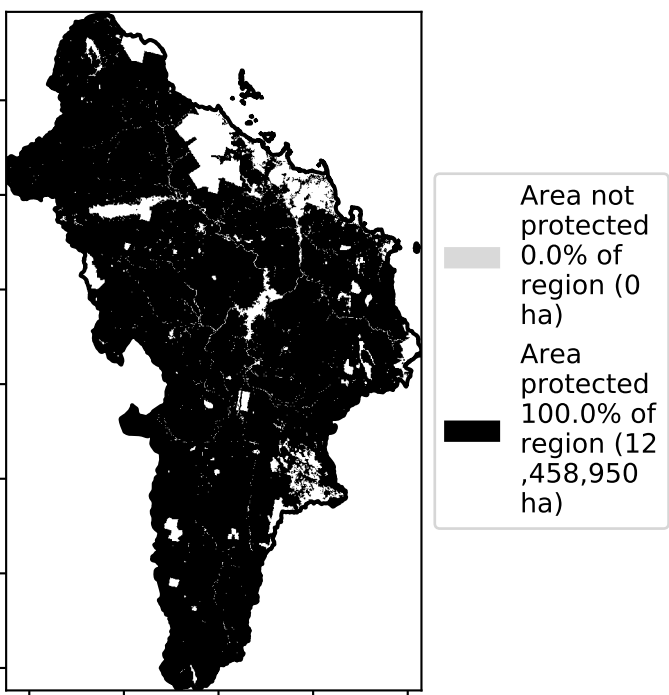 Area not
protected
0.0% of
region (0
ha)
Area
protected
100.0% of
region (12
,458,950
ha)